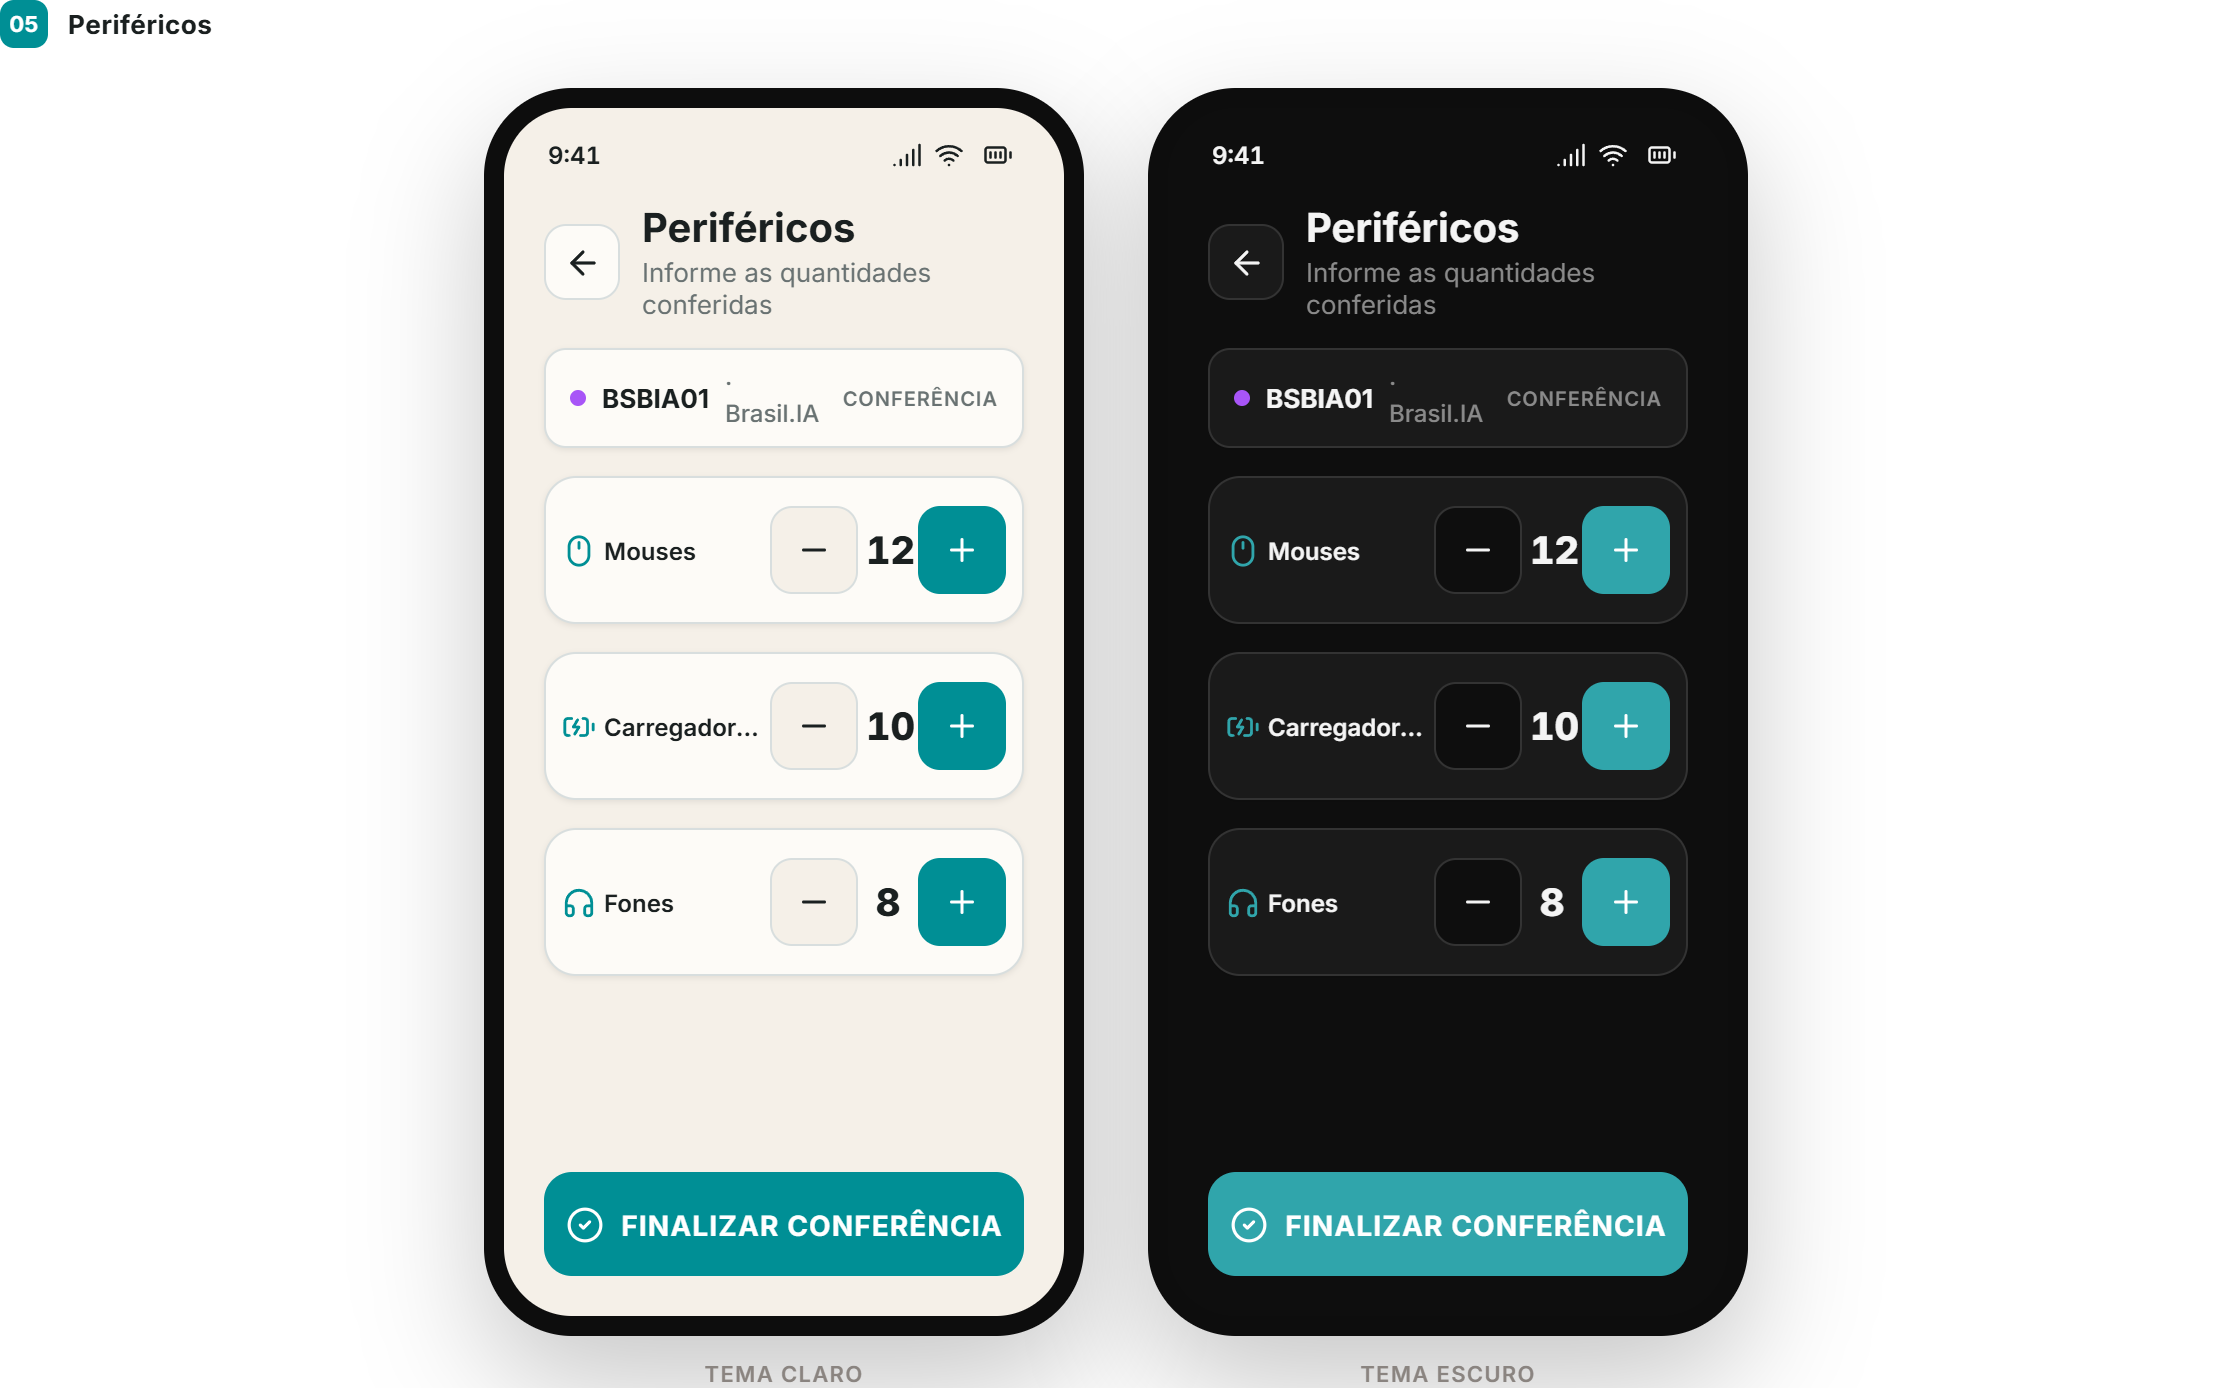 05 Periféricos
9:41
Periféricos
Informe as quantidades
conferidas
BSBIA01 · Brasil.IA CONFERÊNCIA
Mouses 12
Carregador... 10
Fones 8
FINALIZAR CONFERÊNCIA
TEMA CLARO
9:41
Periféricos
Informe as quantidades
conferidas
BSBIA01 · Brasil.IA CONFERÊNCIA
Mouses 12
Carregador... 10
Fones 8
FINALIZAR CONFERÊNCIA
TEMA ESCURO